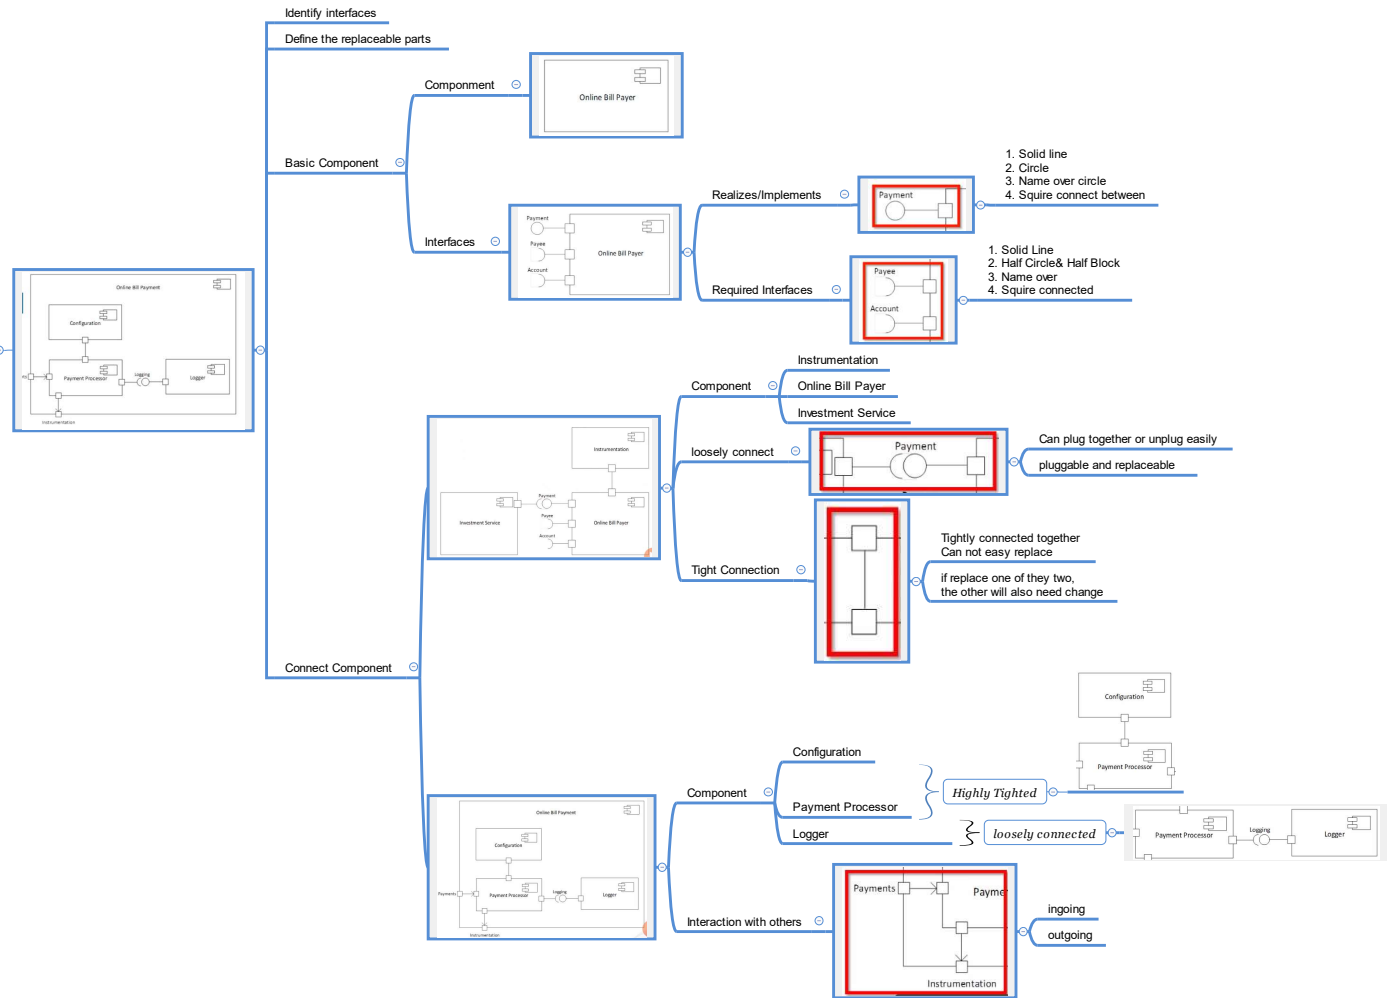 Identify interfaces
Define the replaceable parts
Componment
Online Bill Payer
Basic Component
1. Solid line
2. Circle
3. Name over circle
4. Squire connect between
Realizes/Implements
Payment
Interfaces
Payment
Payee
Account
Online Bill Payer
1. Solid Line
2. Half Circle& Half Block
3. Name over
4. Squire connected
Required Interfaces
Payee
Account
Online Bill Payment
Configuration
Payment Processor
Logging
Logger
Instrumentation
Component
Instrumentation
Online Bill Payer
Investment Service
Instrumentation
Payment
Payee
Account
Investment Service
Online Bill Payer
loosely connect
Payment
Can plug together or unplug easily
pluggable and replaceable
Tight Connection
Tightly connected together
Can not easy replace
if replace one of they two,
the other will also need change
Connect Component
Configuration
Payment Processor
Configuration
Component
Payment Processor
Highly Tighted
Logger
loosely connected
Payment Processor
Logging
Logger
Online Bill Payment
Configuration
Payments
Payment Processor
Logging
Logger
Instrumentation
Interaction with others
Payments
Payme
Instrumentation
ingoing
outgoing